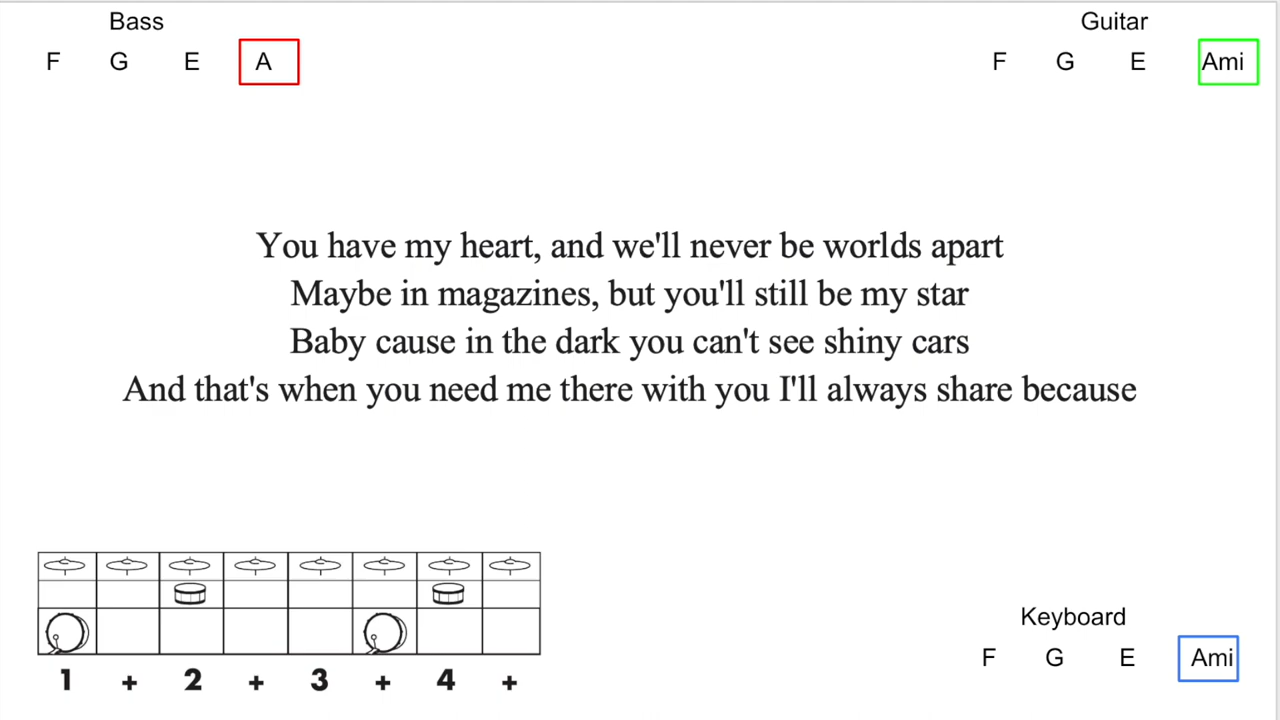 Bass
F G E A
Guitar
F G E Ami
You have my heart, and we'll never be worlds apart
Maybe in magazines, but you'll still be my star
Baby cause in the dark you can't see shiny cars
And that's when you need me there with you I'll always share because
1 + 2 + 3 + 4 +
Keyboard
F G E Ami